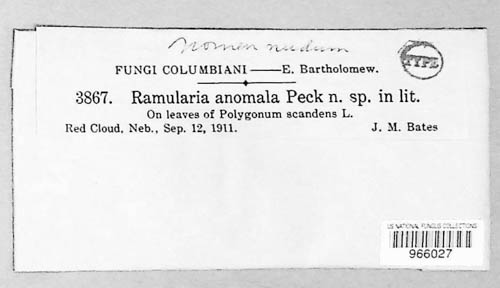 nomen nudum
TYPE
FUNGI COLUMBIANI — E. Bartholomew.
3867. Ramularia anomala Peck n. sp. in lit.
On leaves of Polygonum scandens L.
Red Cloud, Neb., Sep. 12, 1911. J. M. Bates
US NATIONAL FUNGUS COLLECTIONS
966027